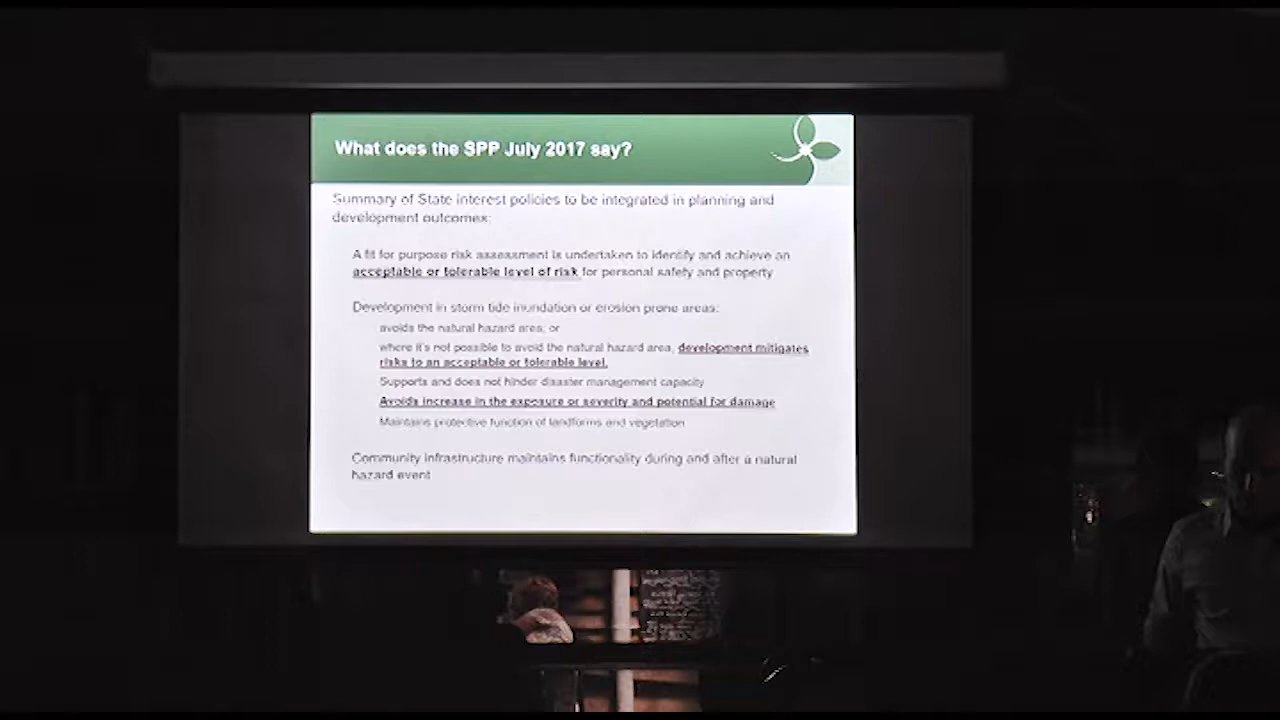 What does the SPP July 2017 say?
Summary of State interest policies to be integrated in planning and
development outcomes:
A fit for purpose risk assessment is undertaken to identify and achieve an
acceptable or tolerable level of risk for personal safety and property
Development in storm tide inundation or erosion prone areas:
avoids the natural hazard area; or
where it's not possible to avoid the natural hazard area, development mitigates
risks to an acceptable or tolerable level.
Supports and does not hinder disaster management capacity
Avoids increase in the exposure or severity and potential for damage
Maintains protective function of landforms and vegetation
Community infrastructure maintains functionality during and after a natural
hazard event